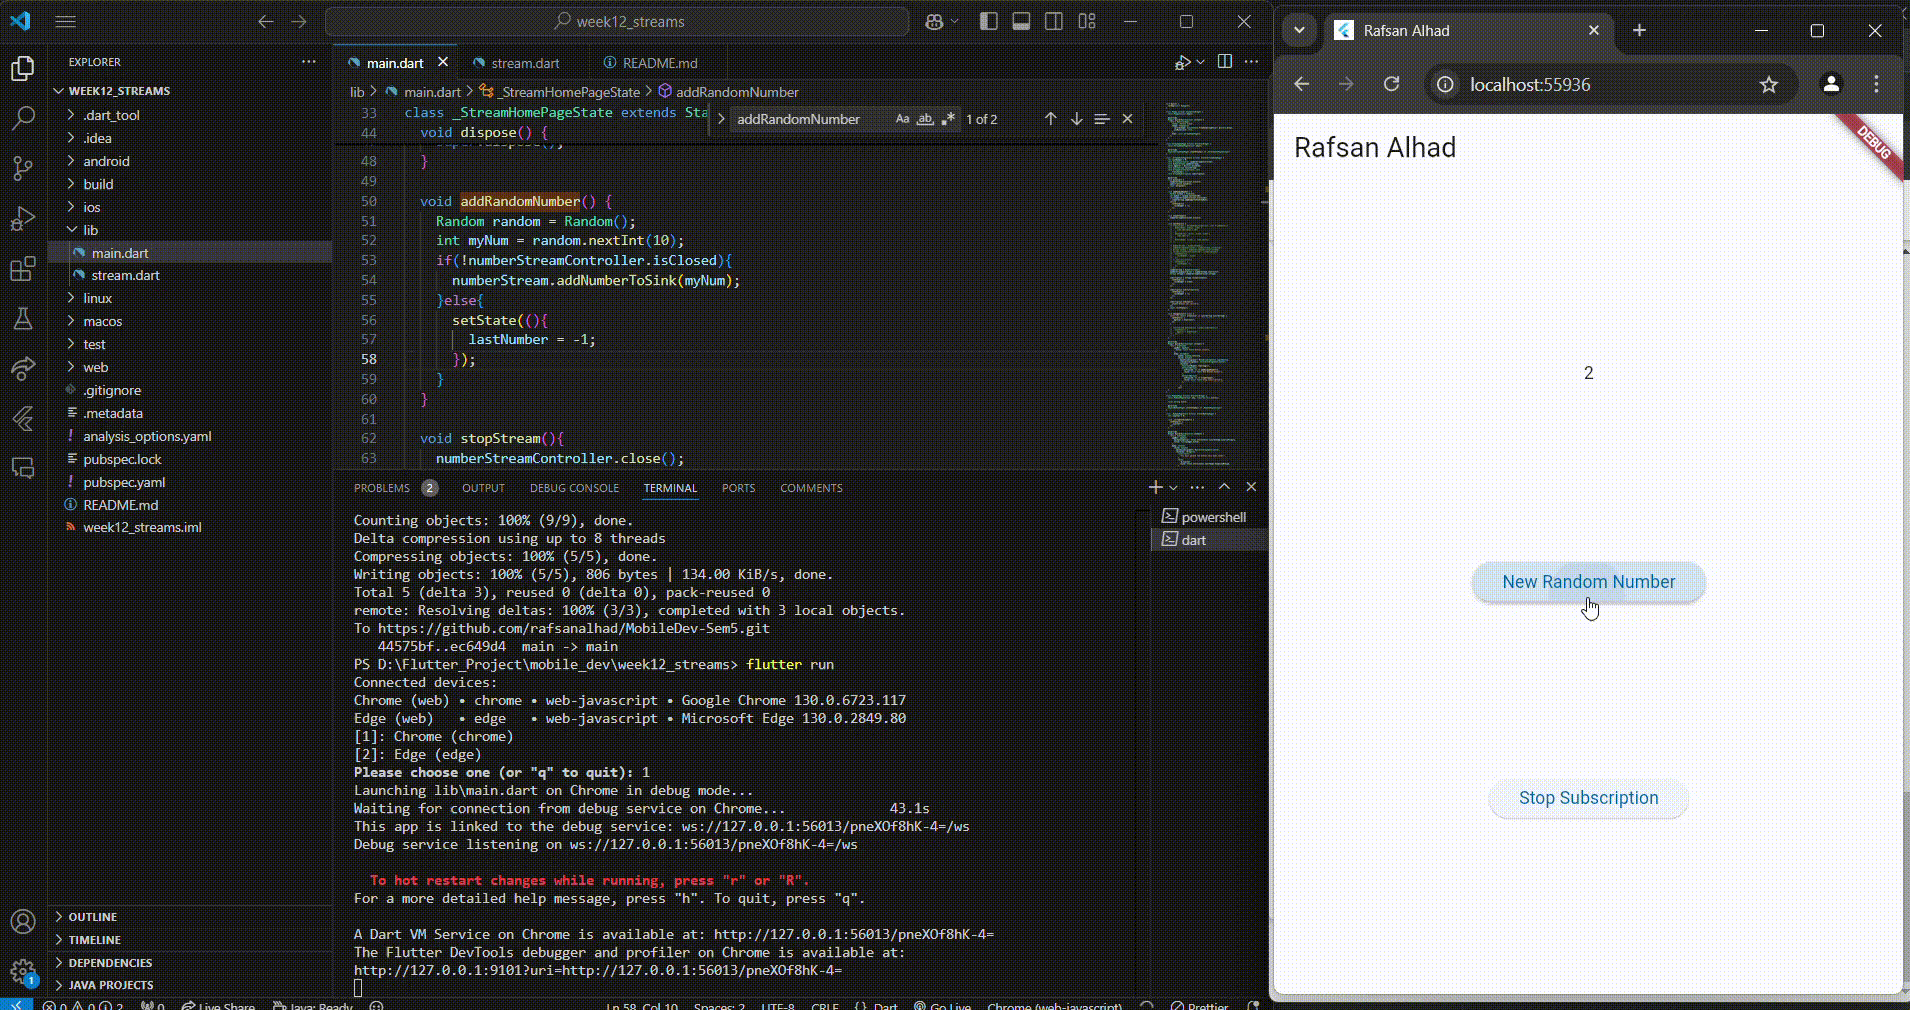 week12_streams
EXPLORER
WEEK12_STREAMS
.dart_tool
.idea
android
build
ios
lib
main.dart
stream.dart
linux
macos
test
web
.gitignore
.metadata
analysis_options.yaml
pubspec.lock
pubspec.yaml
README.md
week12_streams.iml
OUTLINE
TIMELINE
DEPENDENCIES
JAVA PROJECTS
main.dart
stream.dart
README.md
lib > main.dart > _StreamHomePageState > addRandomNumber
addRandomNumber Aa ab 1 of 2
33 class _StreamHomePageState extends Sta
44 void dispose() {
48 }
49
50 void addRandomNumber() {
51 Random random = Random();
52 int myNum = random.nextInt(10);
53 if(!numberStreamController.isClosed){
54 numberStream.addNumberToSink(myNum);
55 }else{
56 setState((){
57 lastNumber = -1;
58 });
59 }
60 }
61
62 void stopStream(){
63 numberStreamController.close();
PROBLEMS 2 OUTPUT DEBUG CONSOLE TERMINAL PORTS COMMENTS
powershell
dart
Counting objects: 100% (9/9), done.
Delta compression using up to 8 threads
Compressing objects: 100% (5/5), done.
Writing objects: 100% (5/5), 806 bytes | 134.00 KiB/s, done.
Total 5 (delta 3), reused 0 (delta 0), pack-reused 0
remote: Resolving deltas: 100% (3/3), completed with 3 local objects.
To https://github.com/rafsanalhad/MobileDev-Sem5.git
44575bf..ec649d4 main -> main
PS D:\Flutter_Project\mobile_dev\week12_streams> flutter run
Connected devices:
Chrome (web) • chrome • web-javascript • Google Chrome 130.0.6723.117
Edge (web) • edge • web-javascript • Microsoft Edge 130.0.2849.80
[1]: Chrome (chrome)
[2]: Edge (edge)
Please choose one (or "q" to quit): 1
Launching lib\main.dart on Chrome in debug mode...
Waiting for connection from debug service on Chrome... 43.1s
This app is linked to the debug service: ws://127.0.0.1:56013/pneXOf8hK-4=/ws
Debug service listening on ws://127.0.0.1:56013/pneXOf8hK-4=/ws
To hot restart changes while running, press "r" or "R".
For a more detailed help message, press "h". To quit, press "q".
A Dart VM Service on Chrome is available at: http://127.0.0.1:56013/pneXOf8hK-4=
The Flutter DevTools debugger and profiler on Chrome is available at:
http://127.0.0.1:9101?uri=http://127.0.0.1:56013/pneXOf8hK-4=
1
0 0 2 0 Live Share Java: Ready Ln 58, Col 10 Spaces: 2 UTF-8 CRLF {} Dart Go Live Chrome (web-javascript) Prettier
Rafsan Alhad
localhost:55936
Rafsan Alhad
DEBUG
2
New Random Number
Stop Subscription